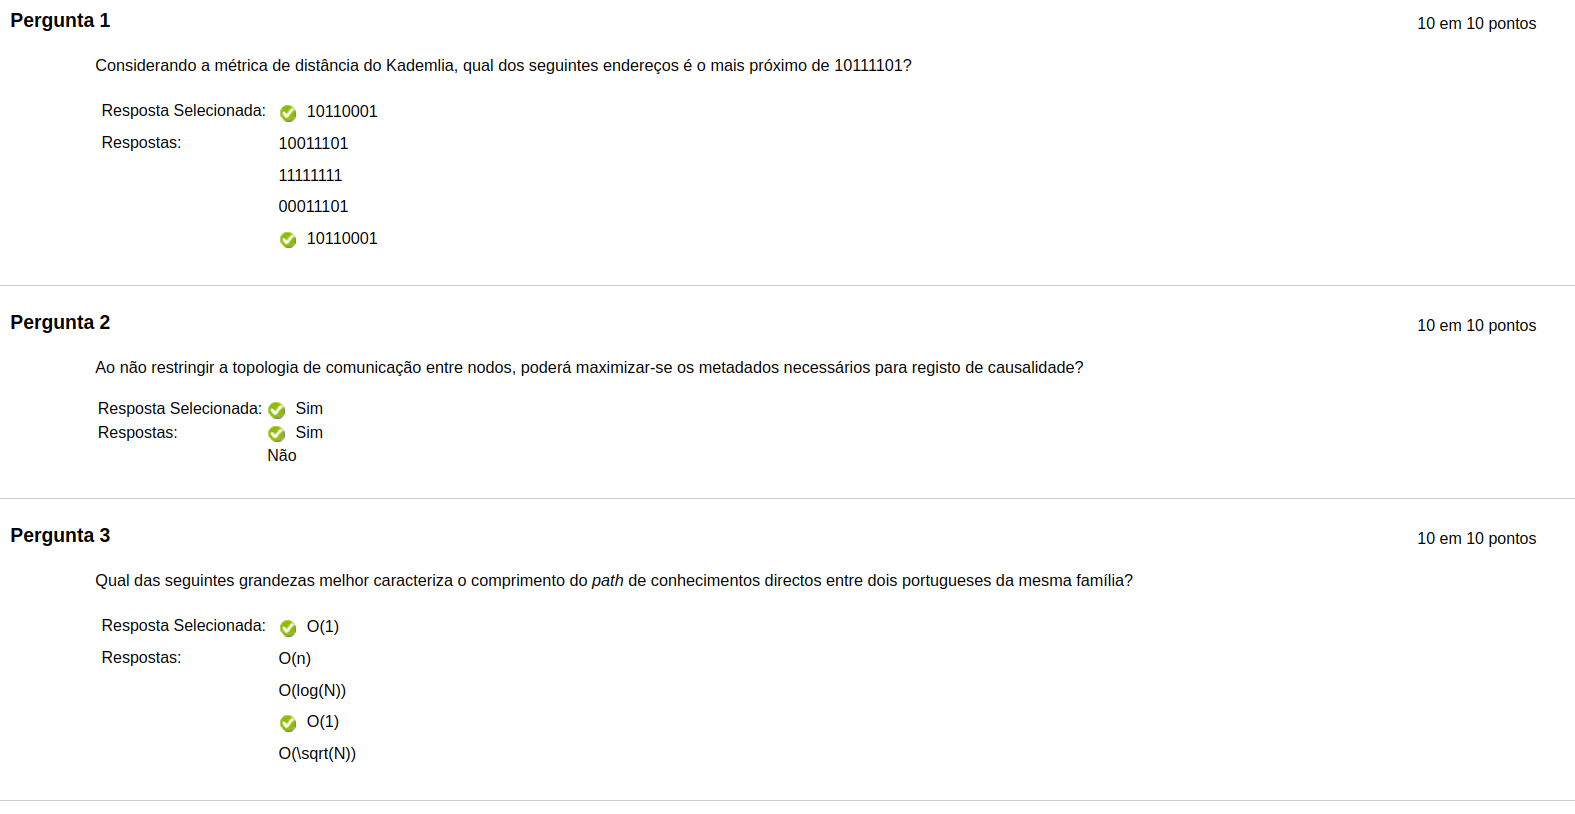 Pergunta 1
10 em 10 pontos
Considerando a métrica de distância do Kademlia, qual dos seguintes endereços é o mais próximo de 10111101?
Resposta Selecionada: 10110001
Respostas: 10011101
11111111
00011101
10110001
Pergunta 2
10 em 10 pontos
Ao não restringir a topologia de comunicação entre nodos, poderá maximizar-se os metadados necessários para registo de causalidade?
Resposta Selecionada: Sim
Respostas: Sim
Não
Pergunta 3
10 em 10 pontos
Qual das seguintes grandezas melhor caracteriza o comprimento do path de conhecimentos directos entre dois portugueses da mesma família?
Resposta Selecionada: O(1)
Respostas: O(n)
O(log(N))
O(1)
O(\sqrt(N))